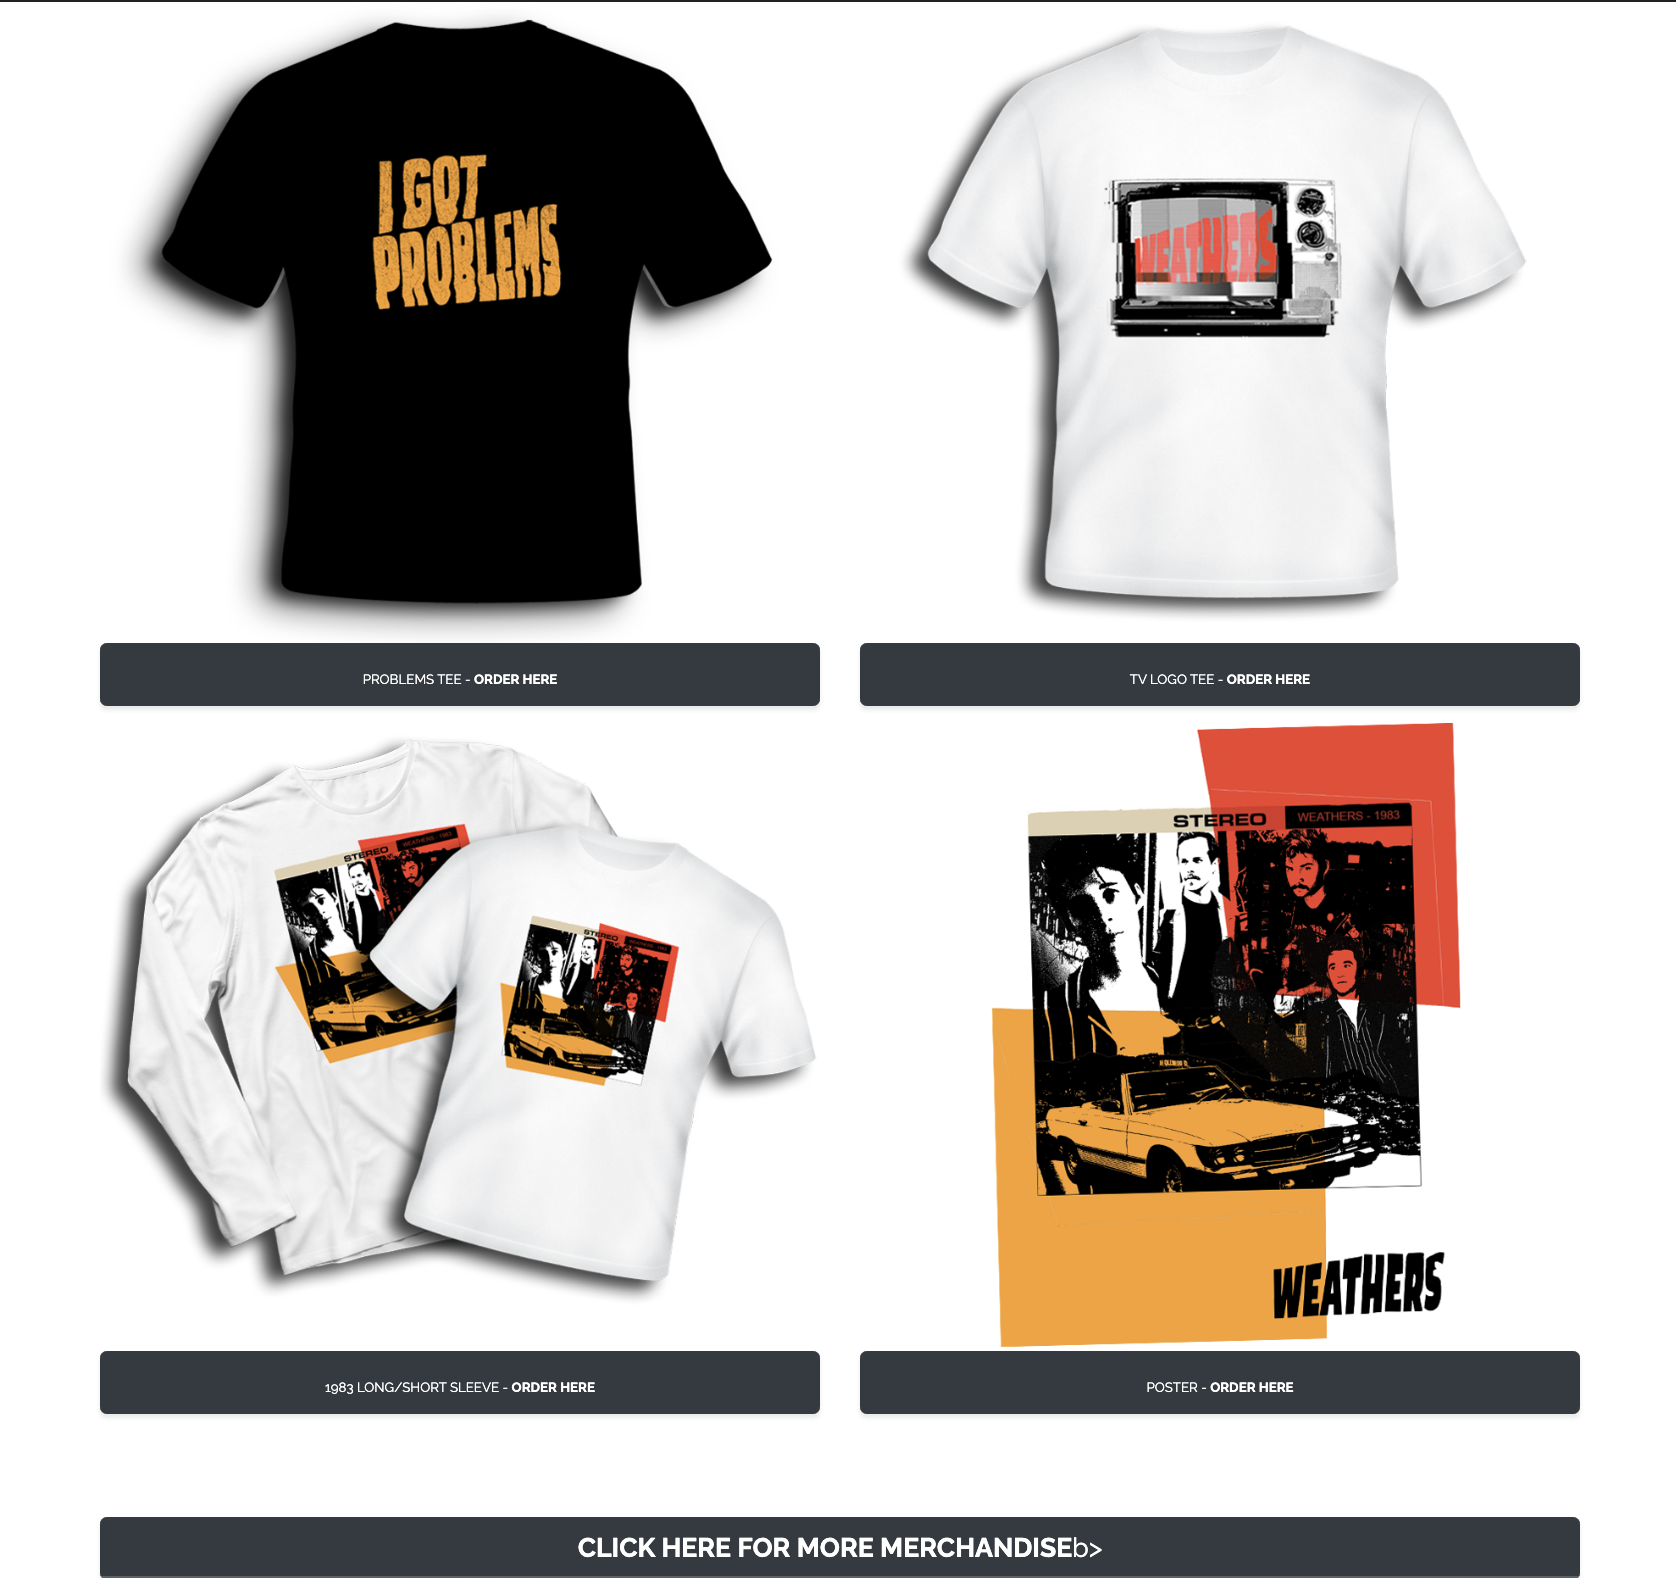 I GOT
PROBLEMS
WEATHERS
PROBLEMS TEE - ORDER HERE
TV LOGO TEE - ORDER HERE
STEREO WEATHERS - 1983
STEREO WEATHERS - 1983
STEREO WEATHERS - 1983
WEATHERS
1983 LONG/SHORT SLEEVE - ORDER HERE
POSTER - ORDER HERE
CLICK HERE FOR MORE MERCHANDISEb>